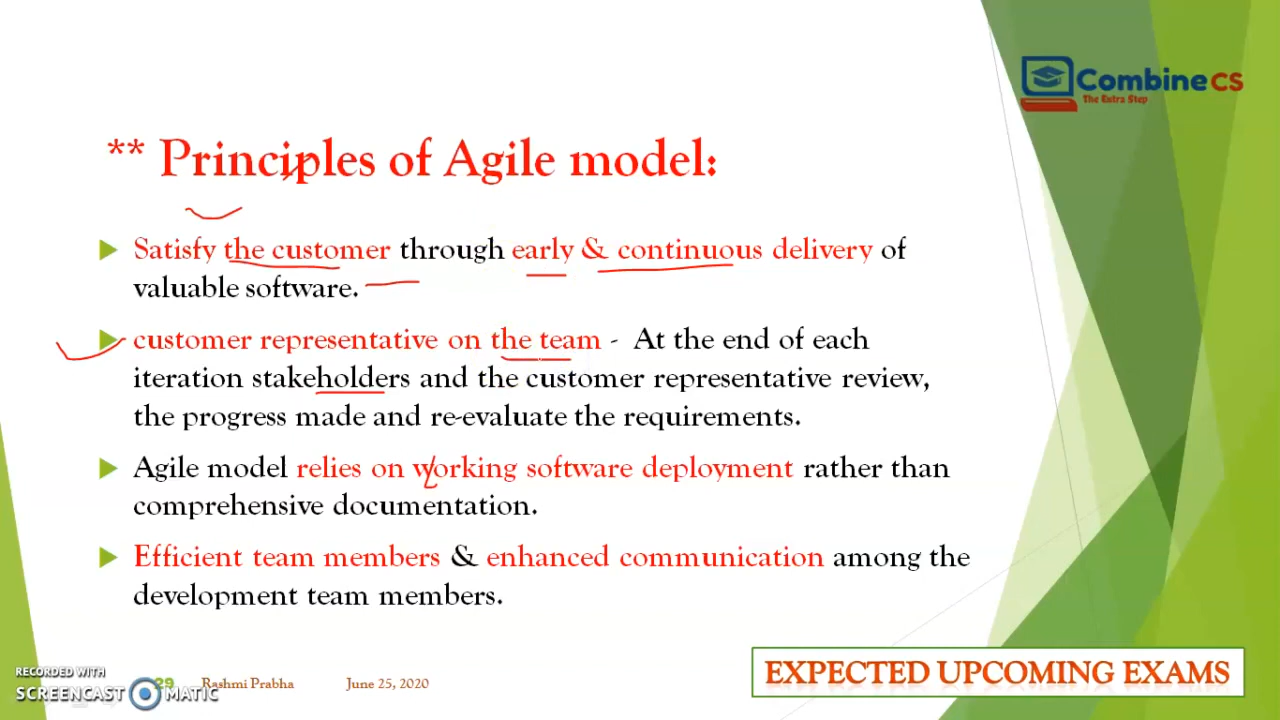 Combine CS
The Extra Step
** Principles of Agile model:
Satisfy the customer through early & continuous delivery of
valuable software.
customer representative on the team - At the end of each
iteration stakeholders and the customer representative review,
the progress made and re-evaluate the requirements.
Agile model relies on working software deployment rather than
comprehensive documentation.
Efficient team members & enhanced communication among the
development team members.
EXPECTED UPCOMING EXAMS
RECORDED WITH
SCREENCAST MATIC
29 Rashmi Prabha June 25, 2020